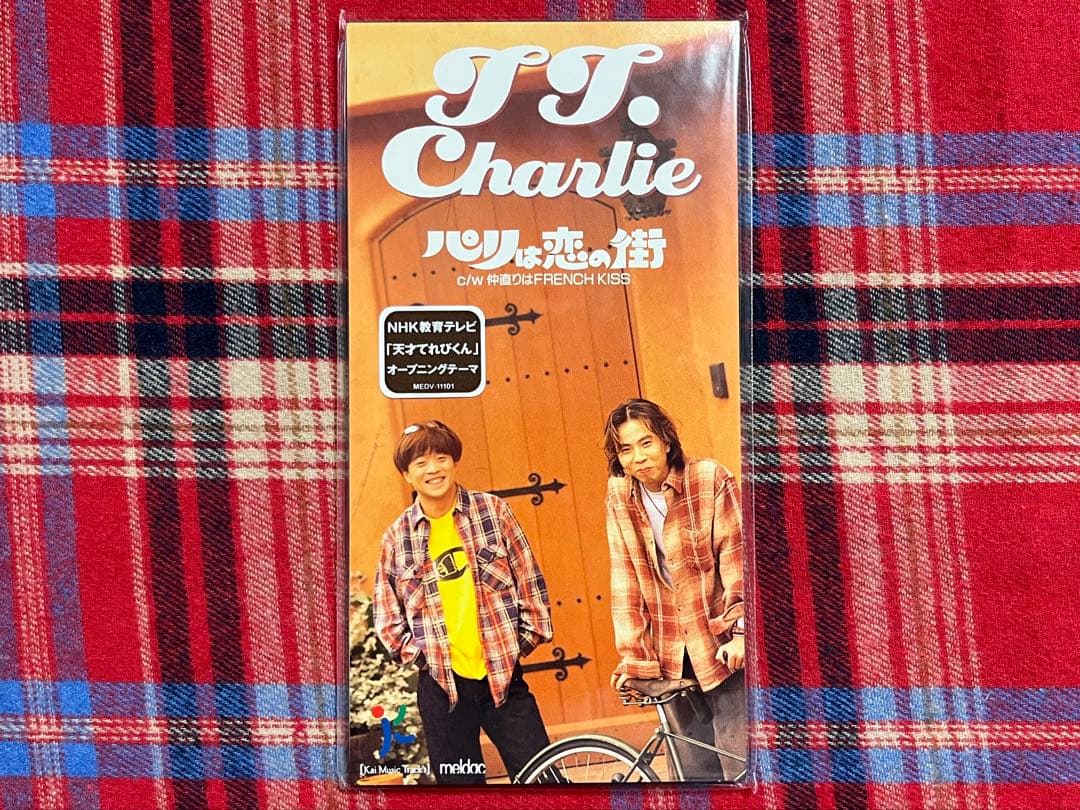 TT.
Charlie
パリは恋の街
c/w 仲直りはFRENCH KISS
NHK教育テレビ
「天才てれびくん」
オープニングテーマ
MEDV-11101
[Kai Music Tracks] meldac